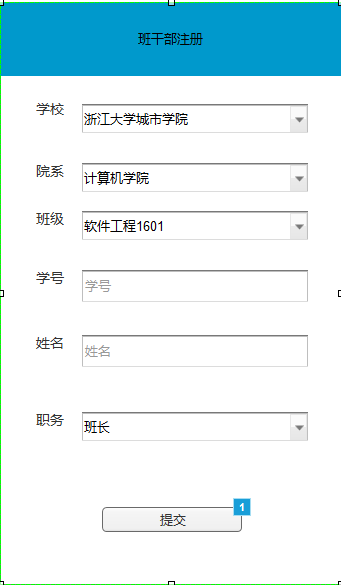 班干部注册
学校
浙江大学城市学院
院系
计算机学院
班级
软件工程1601
学号
学号
姓名
姓名
职务
班长
1
提交